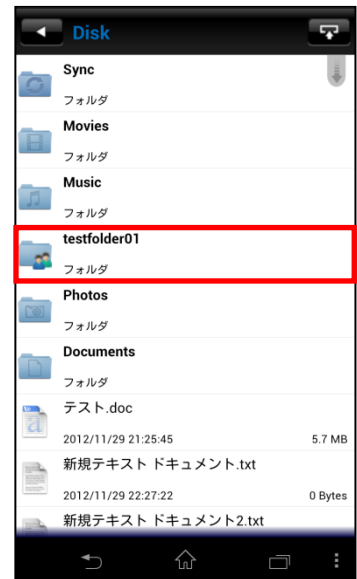 Disk
Sync
フォルダ
Movies
フォルダ
Music
フォルダ
testfolder01
フォルダ
Photos
フォルダ
Documents
フォルダ
テスト.doc
2012/11/29 21:25:45 5.7 MB
新規テキスト ドキュメント.txt
2012/11/29 22:27:22 0 Bytes
新規テキスト ドキュメント2.txt